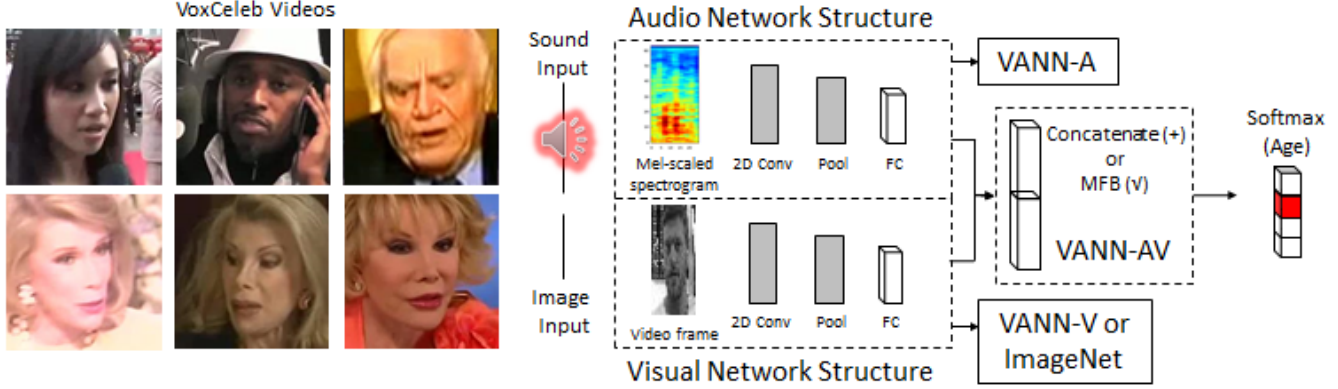 VoxCeleb Videos
Sound
Input
Image
Input
Audio Network Structure
Mel-scaled
spectrogram
2D Conv
Pool
FC
Video frame
2D Conv
Pool
FC
Visual Network Structure
VANN-A
Concatenate (+)
or
MFB (√)
VANN-AV
VANN-V or
ImageNet
Softmax
(Age)